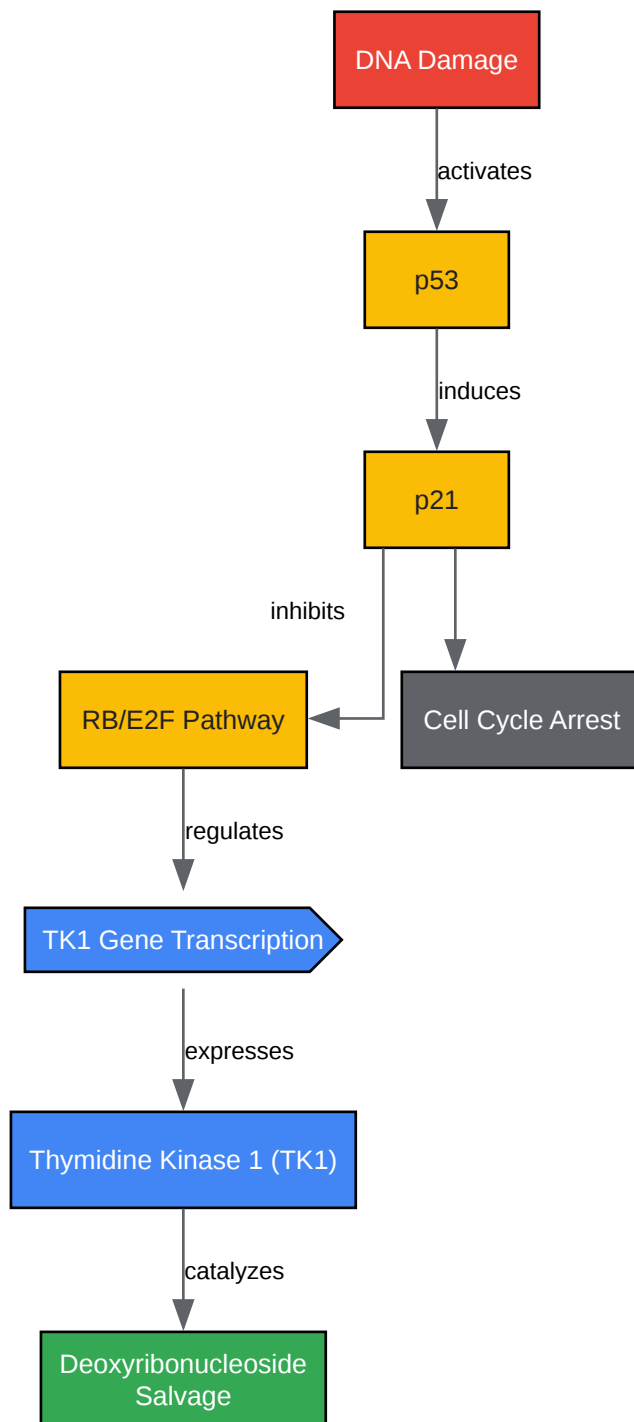 DNA Damage
activates
p53
induces
p21
inhibits
RB/E2F Pathway
Cell Cycle Arrest
regulates
TK1 Gene Transcription
expresses
Thymidine Kinase 1 (TK1)
catalyzes
Deoxyribonucleoside
Salvage